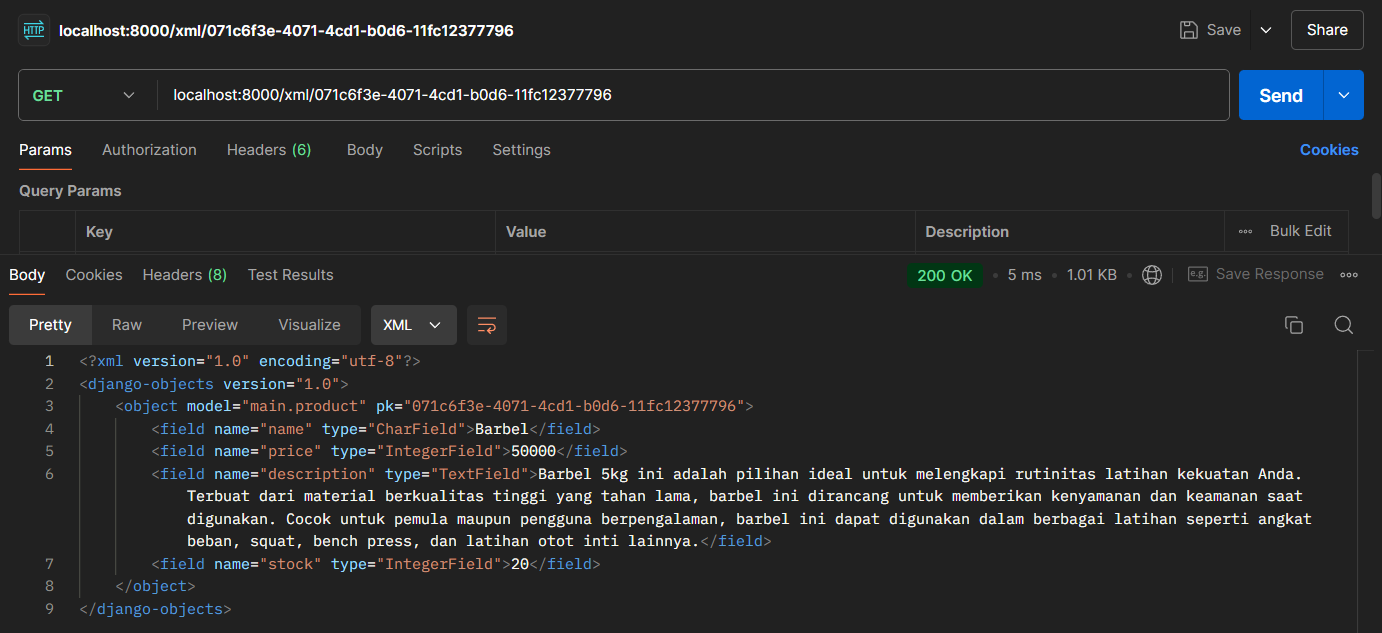 HTTP localhost:8000/xml/071c6f3e-4071-4cd1-b0d6-11fc12377796 Save Share
GET localhost:8000/xml/071c6f3e-4071-4cd1-b0d6-11fc12377796 Send
Params Authorization Headers (6) Body Scripts Settings Cookies
Query Params
Key Value Description Bulk Edit
Body Cookies Headers (8) Test Results 200 OK 5 ms 1.01 KB e.g. Save Response
Pretty Raw Preview Visualize XML
1 <?xml version="1.0" encoding="utf-8"?>
2 <django-objects version="1.0">
3 <object model="main.product" pk="071c6f3e-4071-4cd1-b0d6-11fc12377796">
4 <field name="name" type="CharField">Barbel</field>
5 <field name="price" type="IntegerField">50000</field>
6 <field name="description" type="TextField">Barbel 5kg ini adalah pilihan ideal untuk melengkapi rutinitas latihan kekuatan Anda.
Terbuat dari material berkualitas tinggi yang tahan lama, barbel ini dirancang untuk memberikan kenyamanan dan keamanan saat
digunakan. Cocok untuk pemula maupun pengguna berpengalaman, barbel ini dapat digunakan dalam berbagai latihan seperti angkat
beban, squat, bench press, dan latihan otot inti lainnya.</field>
7 <field name="stock" type="IntegerField">20</field>
8 </object>
9 </django-objects>